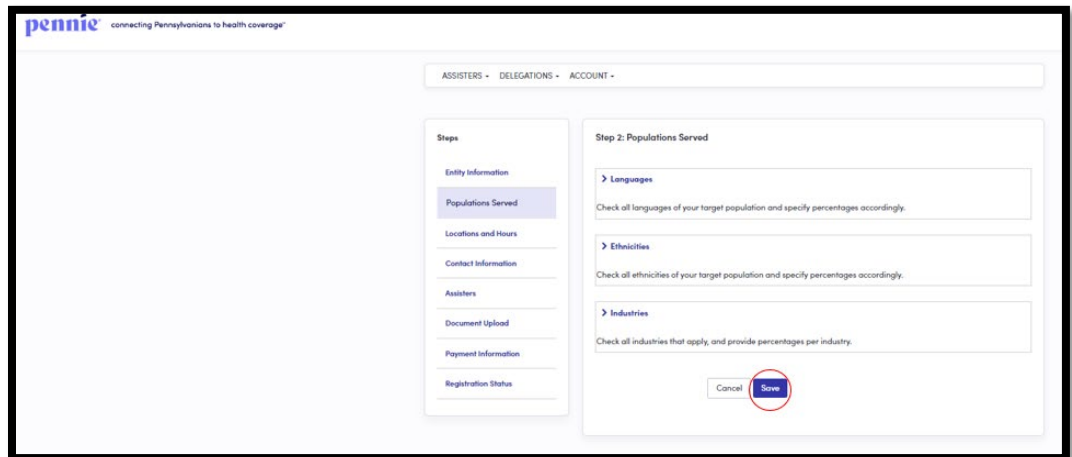 pennie® connecting Pennsylvanians to health coverage™
ASSISTERS DELEGATIONS ACCOUNT
Steps
Entity Information
Populations Served
Locations and Hours
Contact Information
Assisters
Document Upload
Payment Information
Registration Status
Step 2: Populations Served
Languages
Check all languages of your target population and specify percentages accordingly.
Ethnicities
Check all ethnicities of your target population and specify percentages accordingly.
Industries
Check all industries that apply, and provide percentages per industry.
Cancel Save